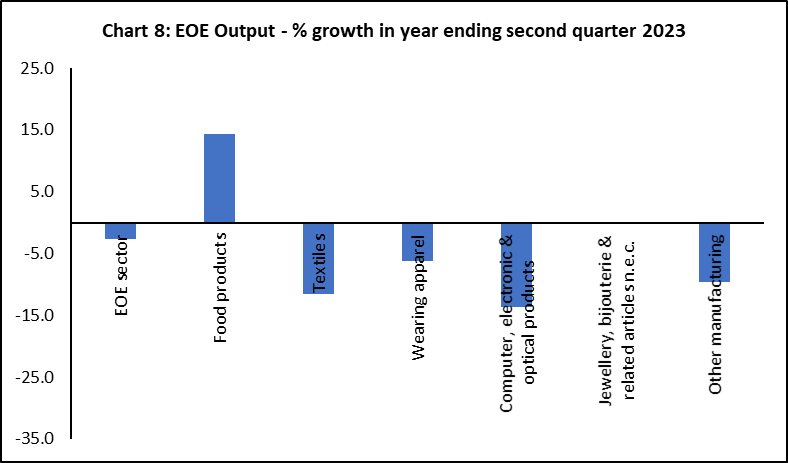 Chart 8: EOE Output - % growth in year ending second quarter 2023
25.0
15.0
5.0
-5.0
-15.0
-25.0
-35.0
EOE sector
Food products
Textiles
Wearing apparel
Computer, electronic &
optical products
Jewellery, bijouterie &
related articles n.e.c.
Other manufacturing